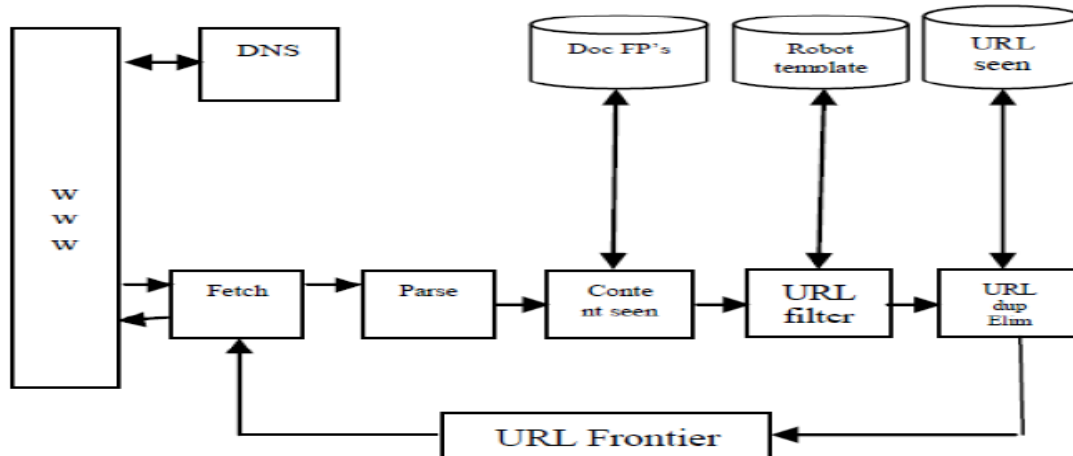 DNS
Doc FP's
Robot
template
URL
seen
W
W
W
Fetch
Parse
Conte
nt seen
URL
filter
URL
dup
Elim
URL Frontier